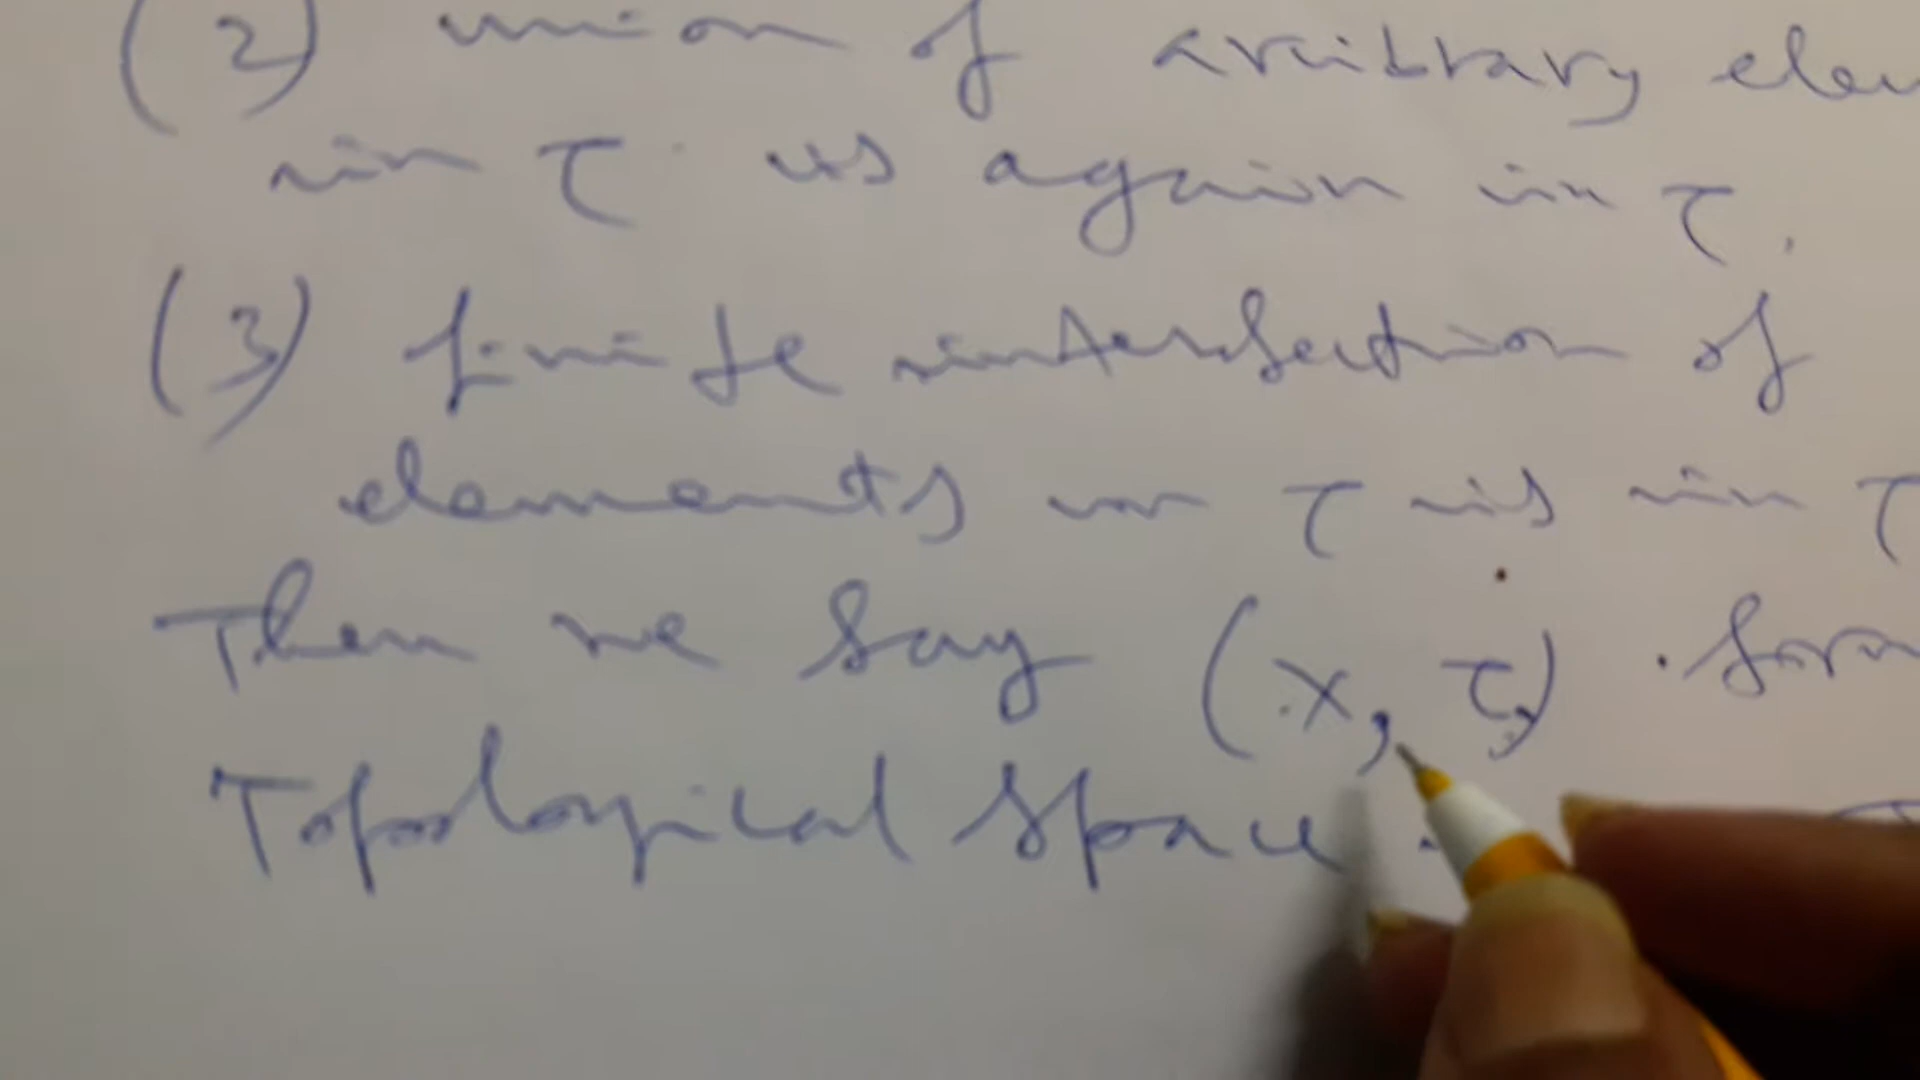 (2) union of arbitrary ele
in τ is again in τ.
(3) finite intersection of
elements in τ is in τ
Then we say (X, τ) form
Topological space.